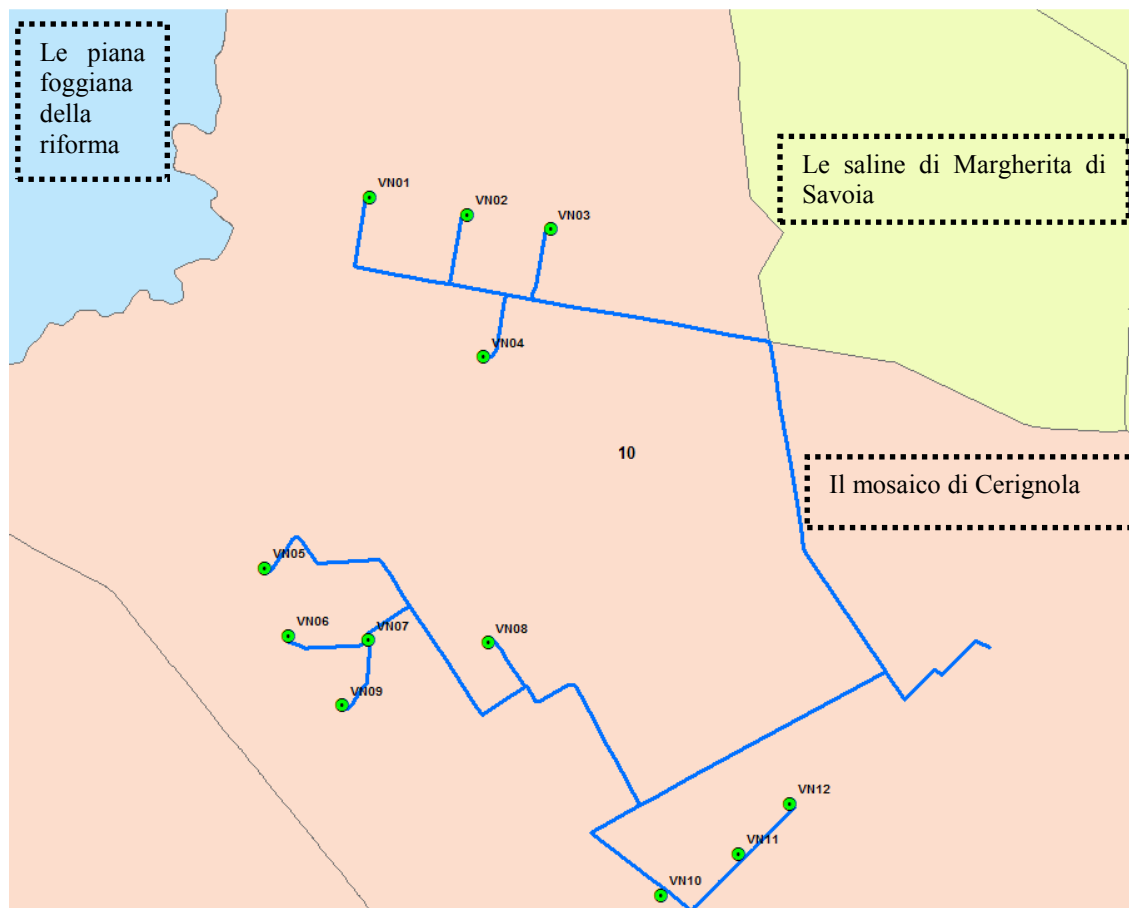 Le piana
foggiana
della
riforma
Le saline di Margherita di
Savoia
VN01
VN02
VN03
VN04
10
Il mosaico di Cerignola
VN05
VN06
VN07
VN08
VN09
VN12
VN11
VN10